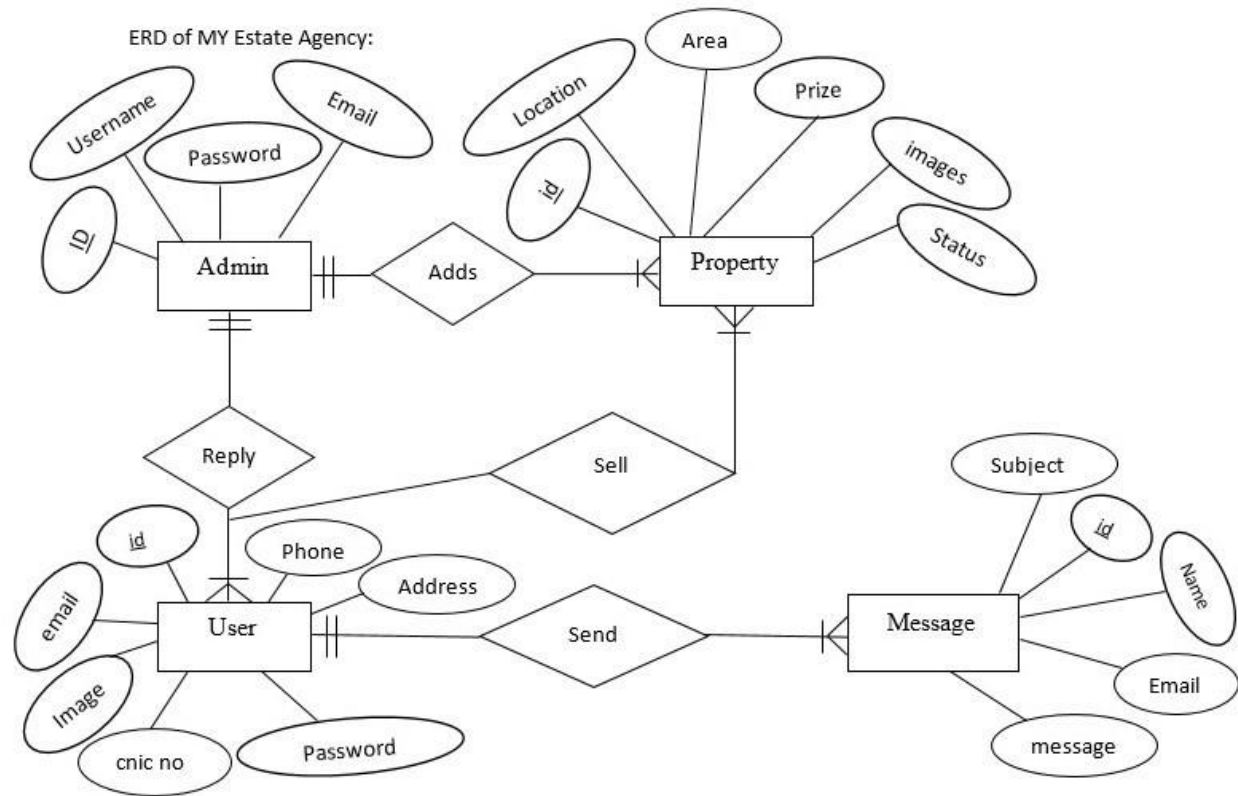 ERD of MY Estate Agency:
Username
Password
Email
ID
Admin
Adds
Location
Area
Prize
id
images
Status
Property
Reply
Sell
id
Phone
Address
email
Image
cnic no
Password
User
Send
Subject
id
Name
Message
Email
message